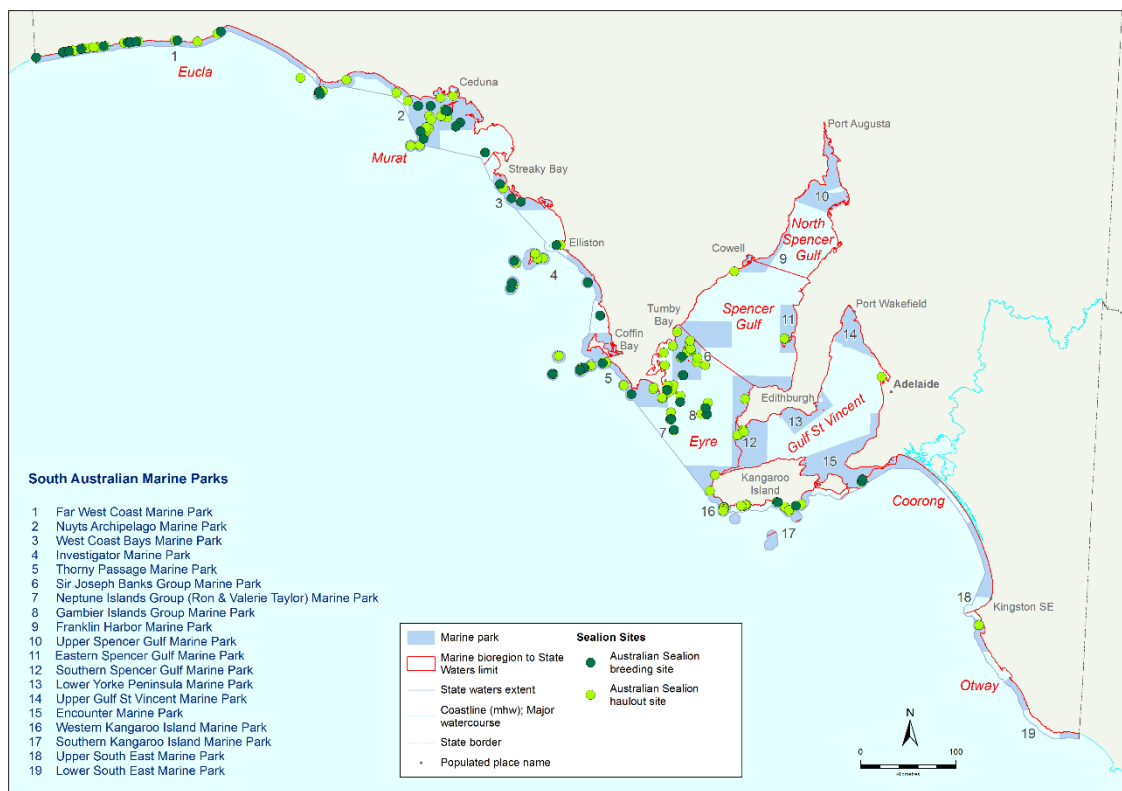 Ceduna
1
Eucla
2
Murat
Port Augusta
Streaky Bay
10
3
North
Spencer
Gulf
Elliston
Cowell
9
4
Tumby
Bay
Spencer
Gulf
11
Port Wakefield
14
Coffin
Bay
6
5
Adelaide
Edithburgh
13
Gulf St Vincent
8
7
Eyre
12
15
Kangaroo
Island
Coorong
16
17
18
Kingston SE
Otway
19
South Australian Marine Parks
1 Far West Coast Marine Park
2 Nuyts Archipelago Marine Park
3 West Coast Bays Marine Park
4 Investigator Marine Park
5 Thorny Passage Marine Park
6 Sir Joseph Banks Group Marine Park
7 Neptune Islands Group (Ron & Valerie Taylor) Marine Park
8 Gambier Islands Group Marine Park
9 Franklin Harbor Marine Park
10 Upper Spencer Gulf Marine Park
11 Eastern Spencer Gulf Marine Park
12 Southern Spencer Gulf Marine Park
13 Lower Yorke Peninsula Marine Park
14 Upper Gulf St Vincent Marine Park
15 Encounter Marine Park
16 Western Kangaroo Island Marine Park
17 Southern Kangaroo Island Marine Park
18 Upper South East Marine Park
19 Lower South East Marine Park
Marine park
Marine bioregion to State
Waters limit
State waters extent
Coastline (mhw); Major
watercourse
State border
Populated place name
Sealion Sites
Australian Sealion
breeding site
Australian Sealion
haulout site
N
0 100
Kilometres